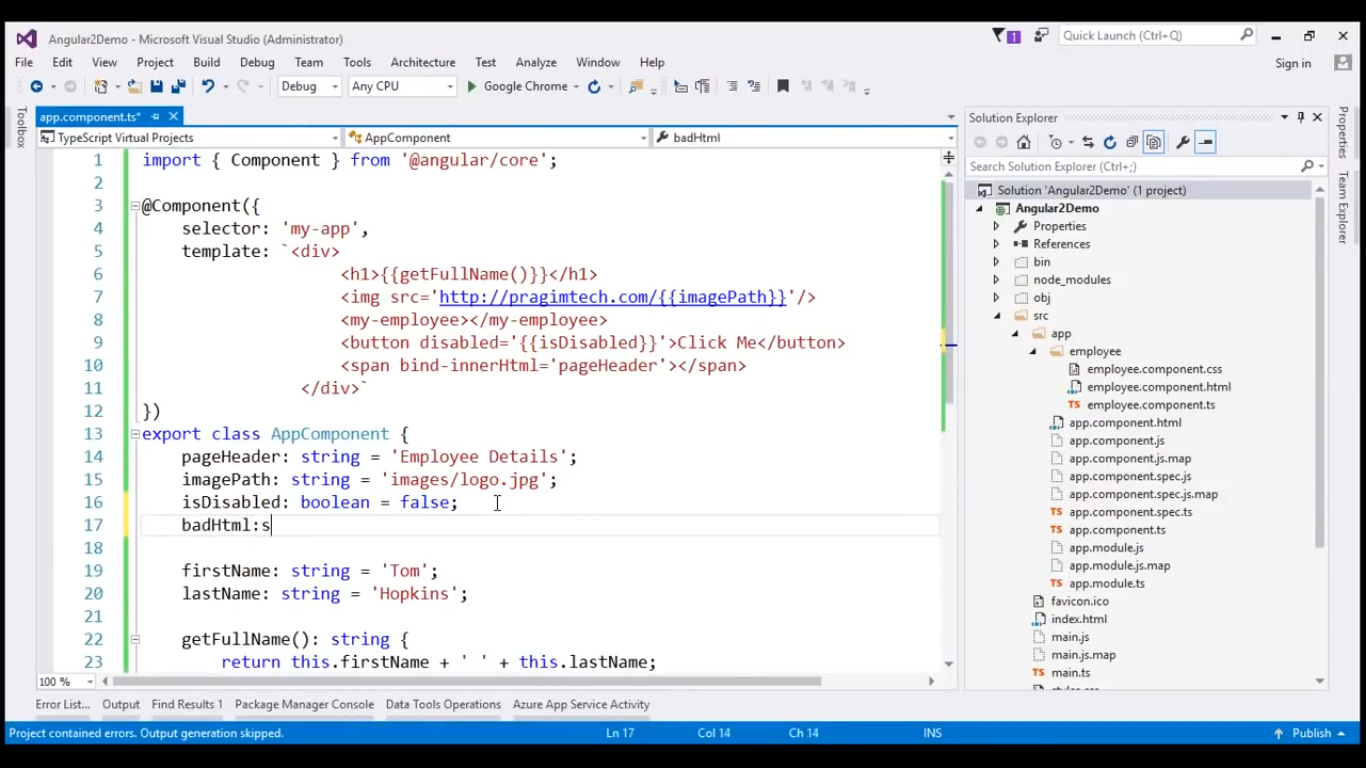 Angular2Demo - Microsoft Visual Studio (Administrator)
1
Quick Launch (Ctrl+Q)
File Edit View Project Build Debug Team Tools Architecture Test Analyze Window Help
Sign in
Debug Any CPU Google Chrome
Toolbox
app.component.ts*
TypeScript Virtual Projects AppComponent badHtml
1 import { Component } from '@angular/core';
2
3 @Component({
4 selector: 'my-app',
5 template: `<div>
6 <h1>{{getFullName()}}</h1>
7 <img src='http://pragimtech.com/{{imagePath}}'/>
8 <my-employee></my-employee>
9 <button disabled='{{isDisabled}}'>Click Me</button>
10 <span bind-innerHtml='pageHeader'></span>
11 </div>`
12 })
13 export class AppComponent {
14 pageHeader: string = 'Employee Details';
15 imagePath: string = 'images/logo.jpg';
16 isDisabled: boolean = false;
17 badHtml:s
18
19 firstName: string = 'Tom';
20 lastName: string = 'Hopkins';
21
22 getFullName(): string {
23 return this.firstName + ' ' + this.lastName;
100 %
Solution Explorer
Search Solution Explorer (Ctrl+;)
Solution 'Angular2Demo' (1 project)
Angular2Demo
Properties
References
bin
node_modules
obj
src
app
employee
employee.component.css
employee.component.html
employee.component.ts
app.component.html
app.component.js
app.component.js.map
app.component.spec.js
app.component.spec.js.map
app.component.spec.ts
app.component.ts
app.module.js
app.module.js.map
app.module.ts
favicon.ico
index.html
main.js
main.js.map
main.ts
Properties
Team Explorer
Error List... Output Find Results 1 Package Manager Console Data Tools Operations Azure App Service Activity
Project contained errors. Output generation skipped. Ln 17 Col 14 Ch 14 INS Publish